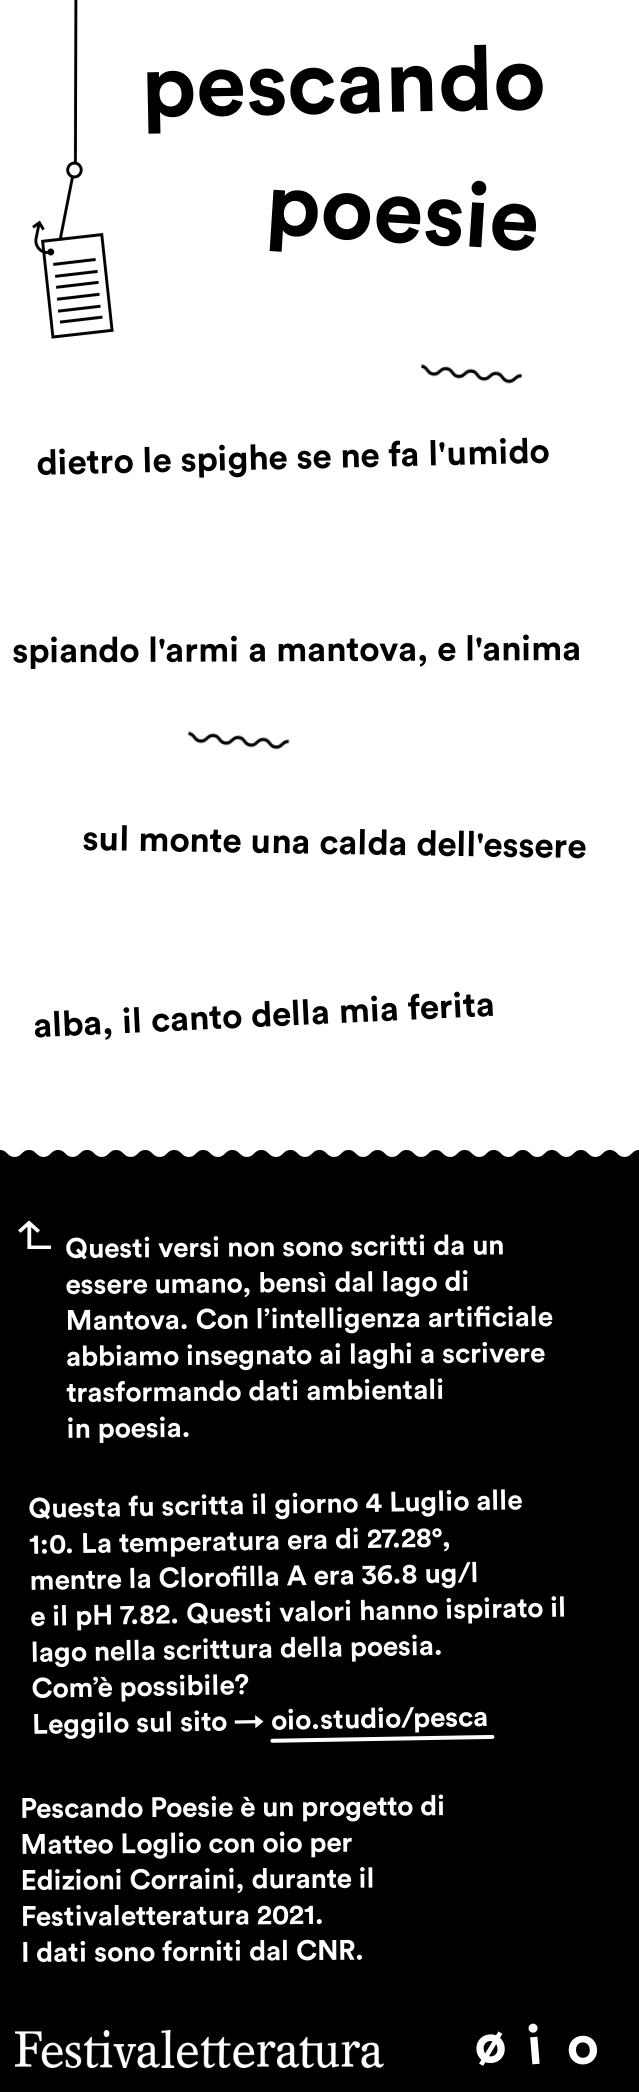 pescando
poesie
dietro le spighe se ne fa l'umido
spiando l'armi a mantova, e l'anima
sul monte una calda dell'essere
alba, il canto della mia ferita
Questi versi non sono scritti da un
essere umano, bensì dal lago di
Mantova. Con l’intelligenza artificiale
abbiamo insegnato ai laghi a scrivere
trasformando dati ambientali
in poesia.
Questa fu scritta il giorno 4 Luglio alle
1:0. La temperatura era di 27.28°,
mentre la Clorofilla A era 36.8 ug/l
e il pH 7.82. Questi valori hanno ispirato il
lago nella scrittura della poesia.
Com’è possibile?
Leggilo sul sito → oio.studio/pesca
Pescando Poesie è un progetto di
Matteo Loglio con oio per
Edizioni Corraini, durante il
Festivaletteratura 2021.
I dati sono forniti dal CNR.
Festivaletteratura ø i o